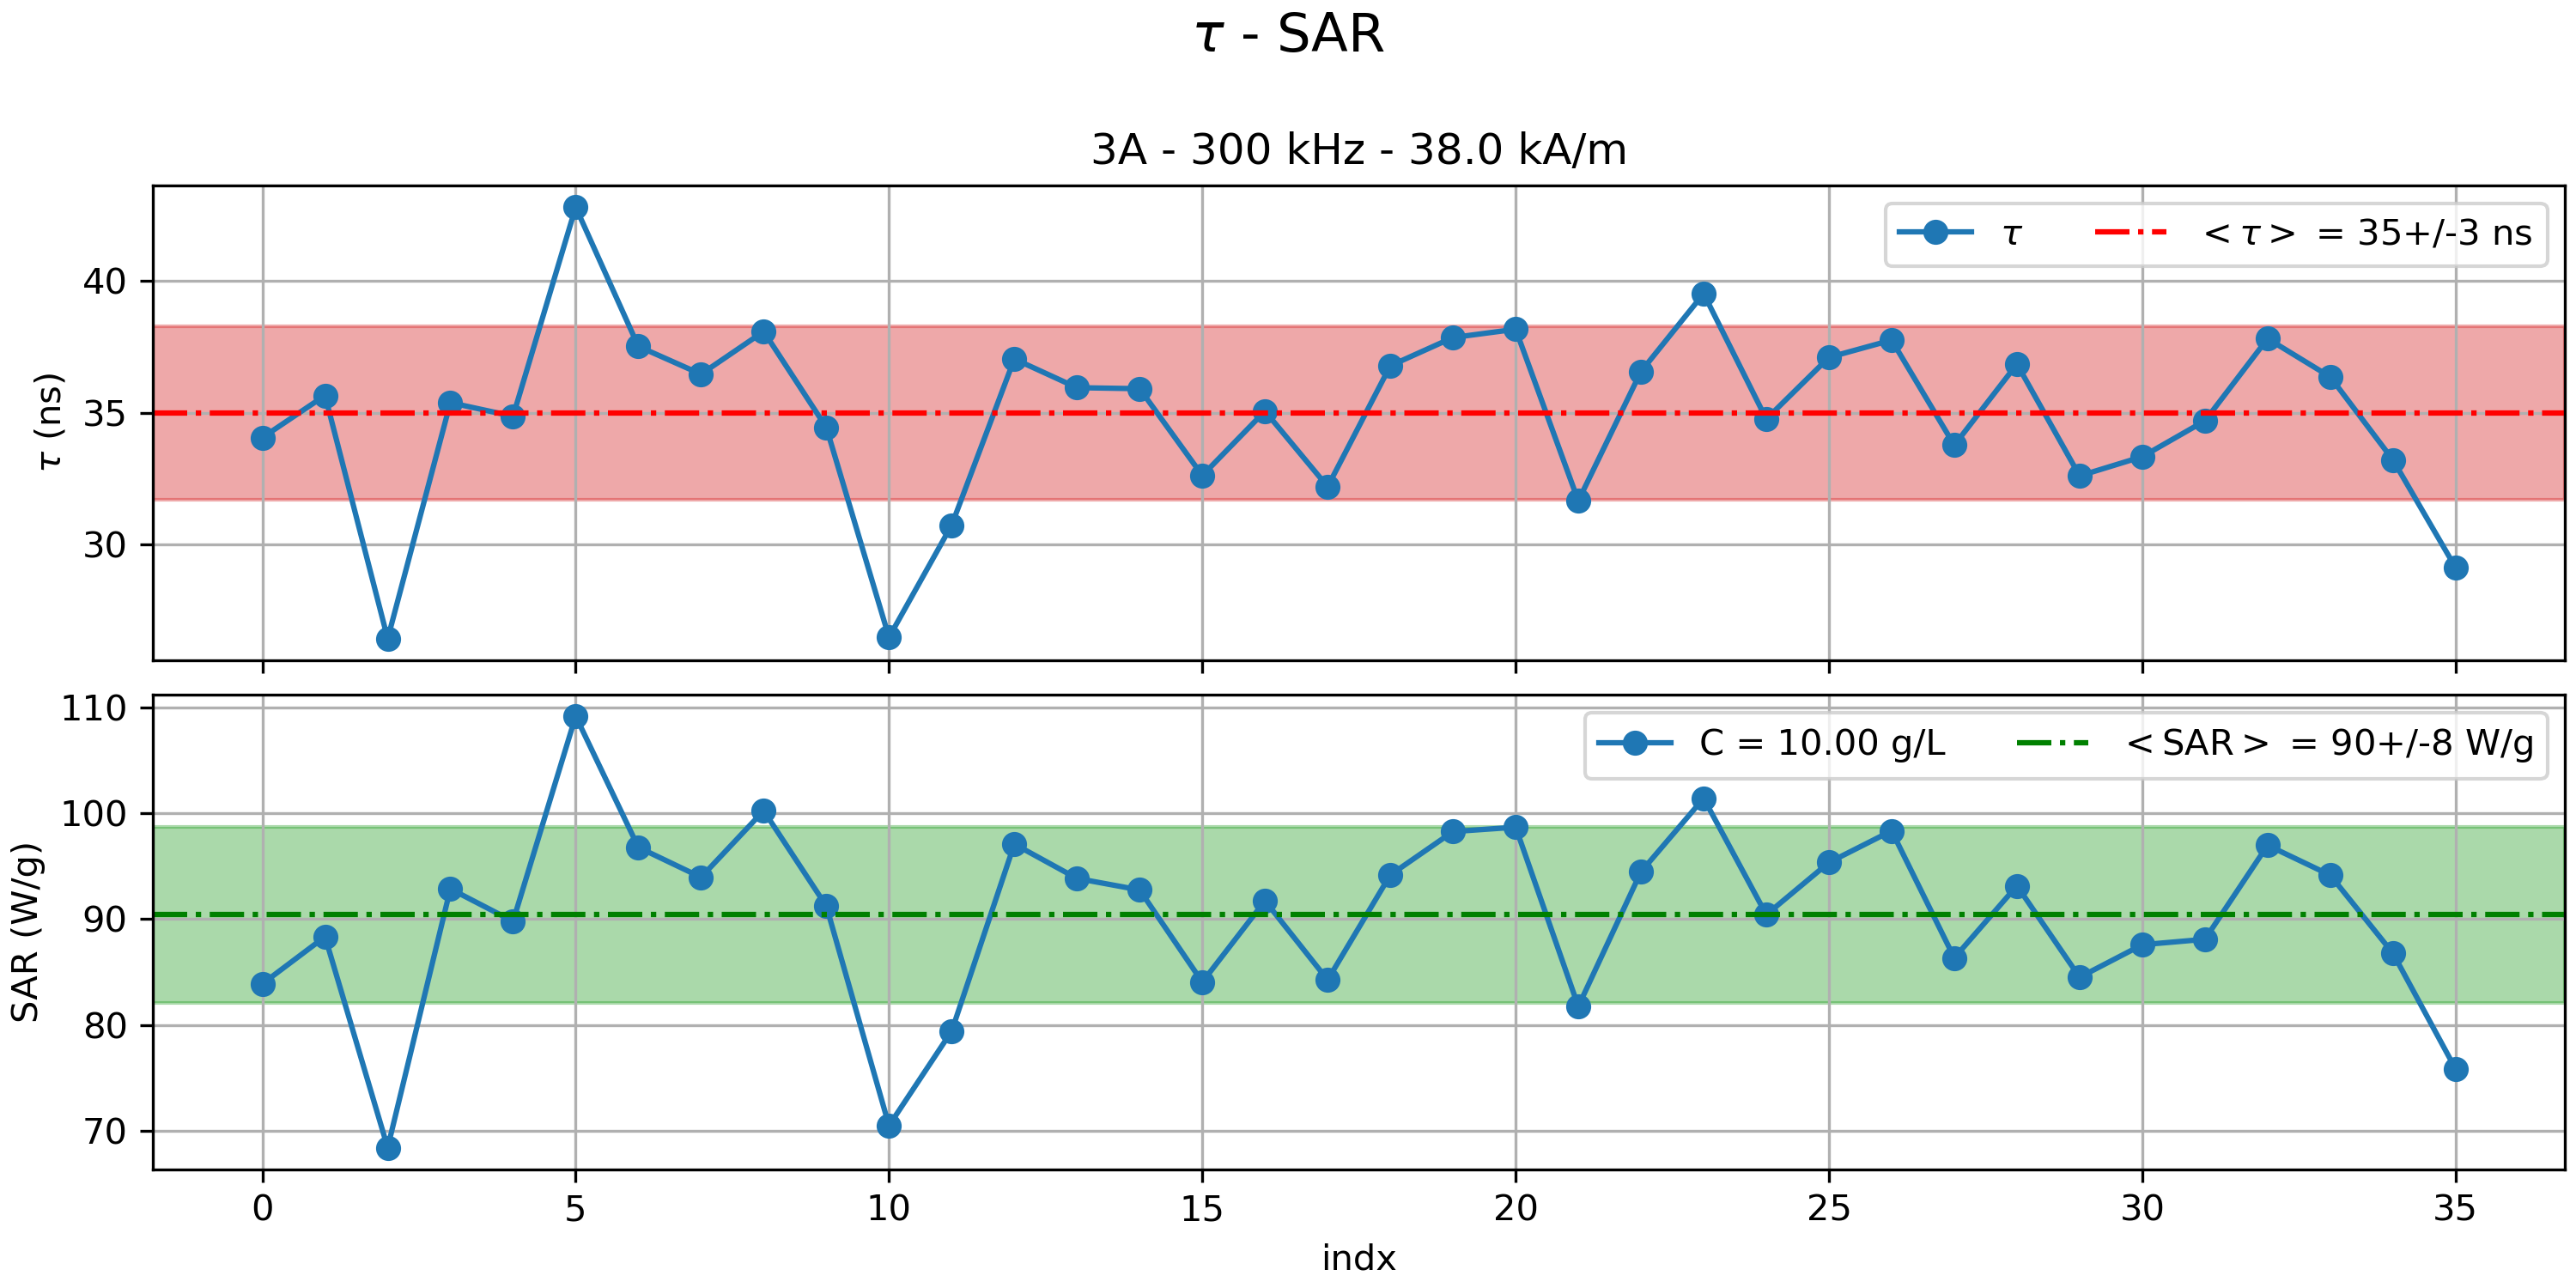 τ - SAR
3A - 300 kHz - 38.0 kA/m
τ (ns)
40
35
30
τ
<τ> = 35+/-3 ns
SAR (W/g)
110
100
90
80
70
C = 10.00 g/L
<SAR> = 90+/-8 W/g
0 5 10 15 20 25 30 35
indx